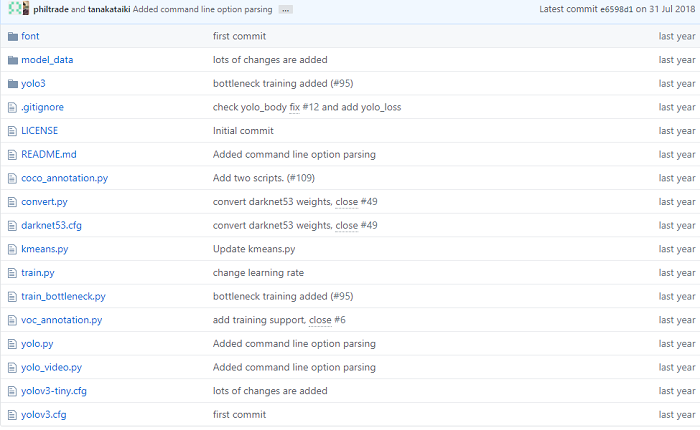 philtrade and tanakataiki Added command line option parsing ... Latest commit e6598d1 on 31 Jul 2018
font first commit last year
model_data lots of changes are added last year
yolo3 bottleneck training added (#95) last year
.gitignore check yolo_body fix #12 and add yolo_loss last year
LICENSE Initial commit last year
README.md Added command line option parsing last year
coco_annotation.py Add two scripts. (#109) last year
convert.py convert darknet53 weights, close #49 last year
darknet53.cfg convert darknet53 weights, close #49 last year
kmeans.py Update kmeans.py last year
train.py change learning rate last year
train_bottleneck.py bottleneck training added (#95) last year
voc_annotation.py add training support, close #6 last year
yolo.py Added command line option parsing last year
yolo_video.py Added command line option parsing last year
yolov3-tiny.cfg lots of changes are added last year
yolov3.cfg first commit last year